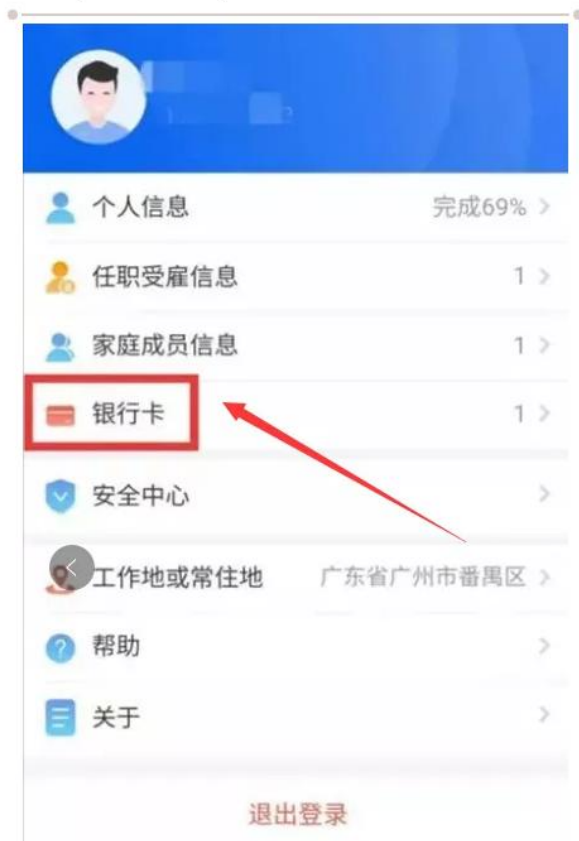 个人信息 完成69%
任职受雇信息 1
家庭成员信息 1
银行卡 1
安全中心
工作地或常住地 广东省广州市番禺区
帮助
关于
退出登录